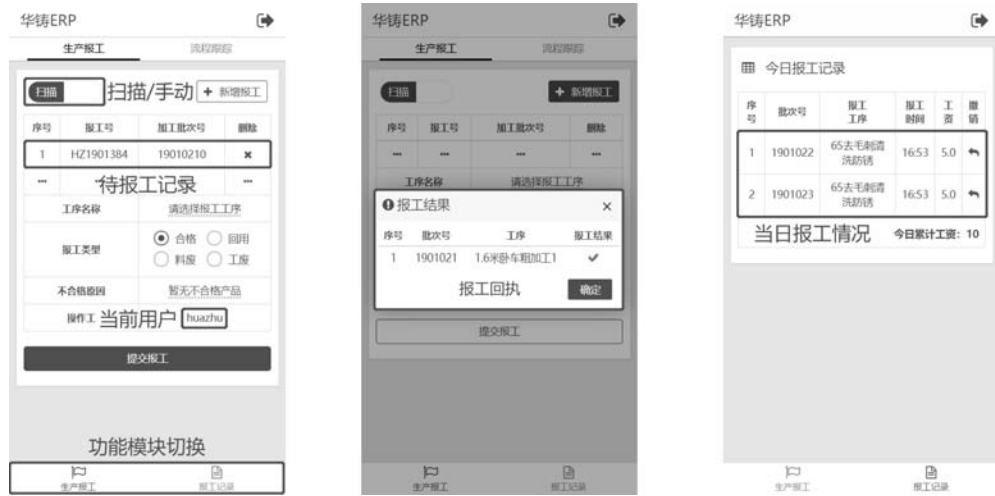 华铸ERP
生产报工 流程跟踪
扫描 扫描/手动 + 新增报工
序号 报工号 加工批次号 删除
1 HZ1901384 19010210 ×
... 待报工记录 ...
工序名称 请选择报工工序
报工类型 合格 回用
料废 工废
不合格原因 暂无不合格产品
操作工 当前用户 huazhu
提交报工
功能模块切换
生产报工 报工记录
华铸ERP
生产报工 流程跟踪
扫描 + 新增报工
序号 报工号 加工批次号 删除
... ... ... ...
工序名称 请选择报工工序
报工结果 ×
序号 批次号 工序 报工结果
1 1901021 1.6米卧车粗加工1 ✔
报工回执 确定
提交报工
生产报工 报工记录
华铸ERP
今日报工记录
序号 批次号 报工工序 报工时间 工资 撤销
1 1901022 65去毛刺清洗防锈 16:53 5.0
2 1901023 65去毛刺清洗防锈 16:53 5.0
当日报工情况 今日累计工资: 10
生产报工 报工记录